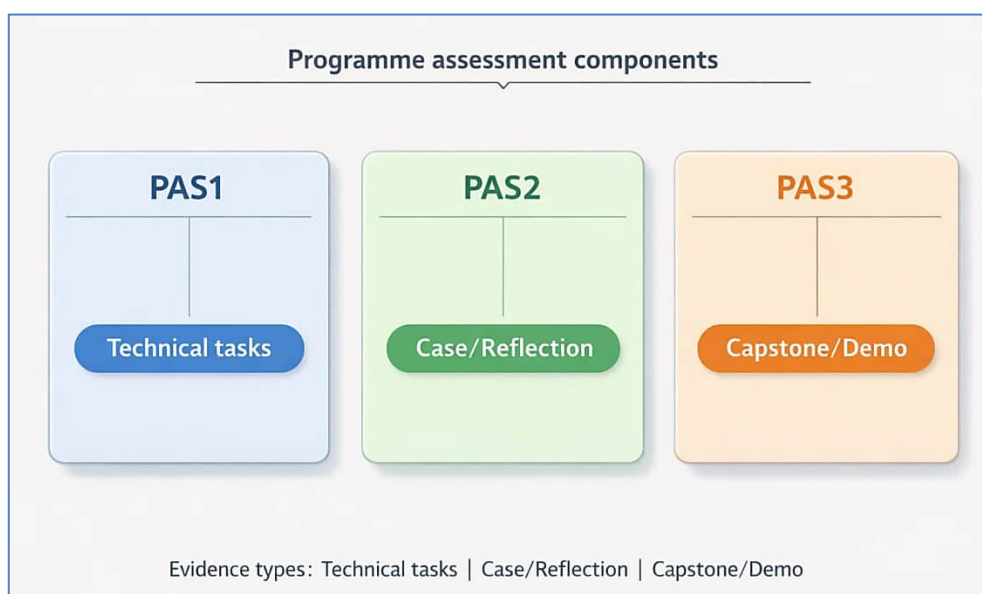 Programme assessment components
PAS1
Technical tasks
PAS2
Case/Reflection
PAS3
Capstone/Demo
Evidence types: Technical tasks | Case/Reflection | Capstone/Demo